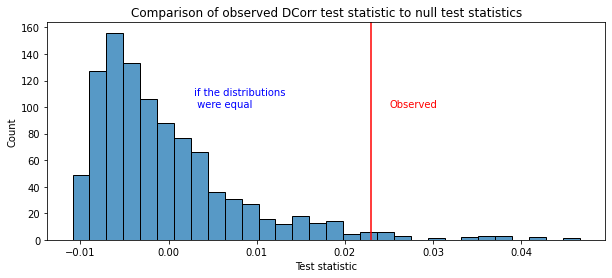 Comparison of observed DCorr test statistic to null test statistics
160
140
120
100
80
60
40
20
0
Count
if the distributions
were equal
Observed
−0.01
0.00
0.01
0.02
0.03
0.04
Test statistic